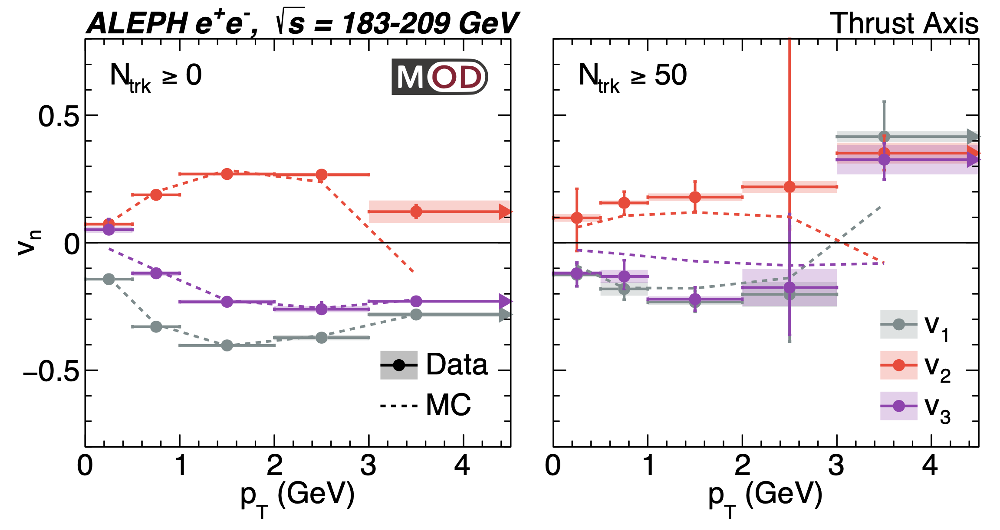 ALEPH e⁺e⁻, √s = 183-209 GeV
Thrust Axis
N_trk ≥ 0
MOD
N_trk ≥ 50
0.5
0
−0.5
v_n
Data
MC
v_1
v_2
v_3
0 1 2 3 4
0 1 2 3 4
p_T (GeV)
p_T (GeV)